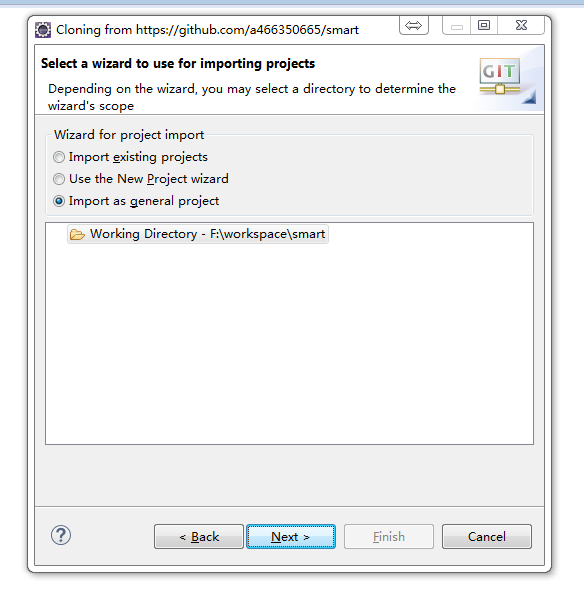 Cloning from https://github.com/a466350665/smart
Select a wizard to use for importing projects
Depending on the wizard, you may select a directory to determine the
wizard's scope
GIT
Wizard for project import
Import existing projects
Use the New Project wizard
Import as general project
Working Directory - F:\workspace\smart
?
< Back
Next >
Finish
Cancel